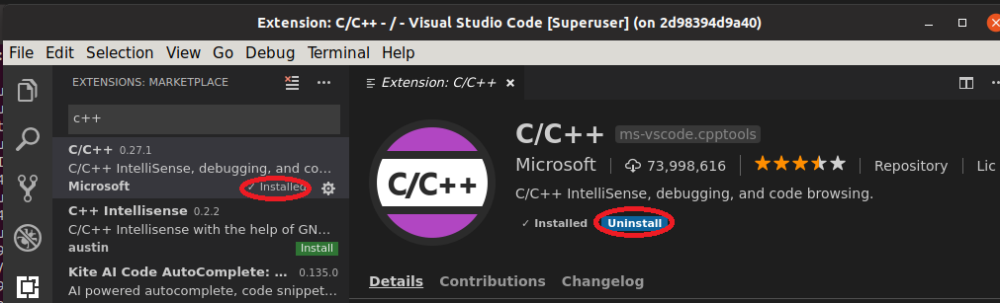 Extension: C/C++ - / - Visual Studio Code [Superuser] (on 2d98394d9a40)
File Edit Selection View Go Debug Terminal Help
EXTENSIONS: MARKETPLACE
Extension: C/C++
c++
C/C++ 0.27.1
C/C++ IntelliSense, debugging, and co...
Microsoft ✓ Installed
C++ Intellisense 0.2.2
C/C++ Intellisense with the help of GN...
austin Install
Kite AI Code AutoComplete: ... 0.135.0
AI powered autocomplete, code snippet...
C/C++
C/C++ ms-vscode.cpptools
Microsoft 73,998,616 Repository Lic
C/C++ IntelliSense, debugging, and code browsing.
✓ Installed Uninstall
Details Contributions Changelog